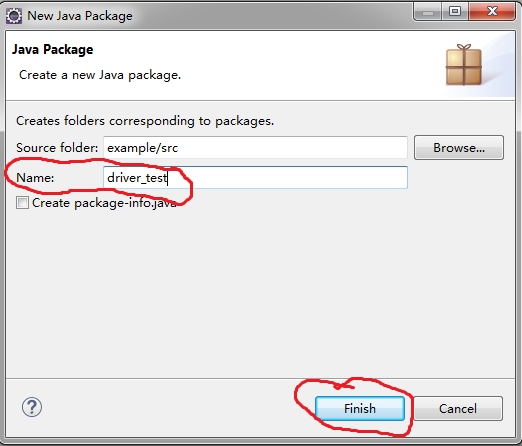 New Java Package
Java Package
Create a new Java package.
Creates folders corresponding to packages.
Source folder: example/src Browse...
Name: driver_test
Create package-info.java
? Finish Cancel